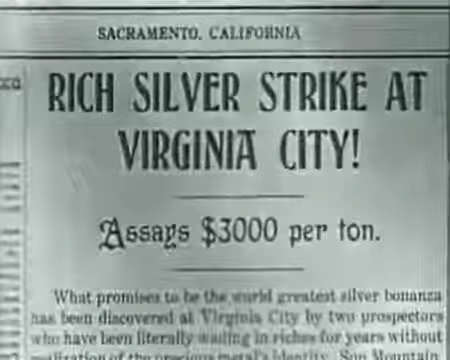 SACRAMENTO, CALIFORNIA
RICH SILVER STRIKE AT
VIRGINIA CITY!
Assays $3000 per ton.
What promises to be the world greatest silver bonanza
has been discovered at Virginia City by two prospectors
who have been literally wading in riches for years without
realization of the precious metal's identity. Sun Mountain